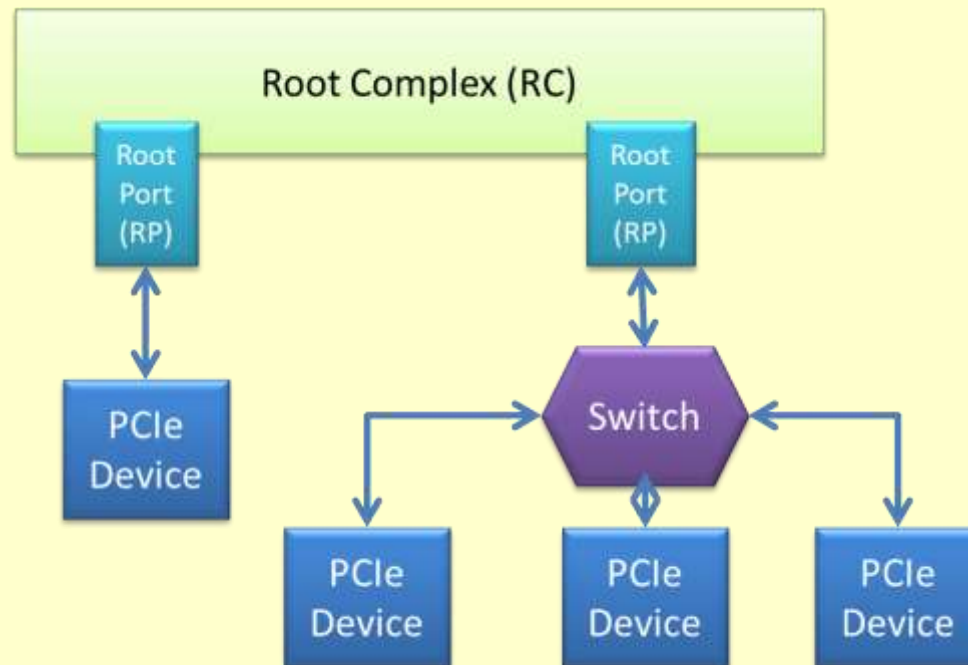 Root Complex (RC)
Root
Port
(RP)
Root
Port
(RP)
Switch
PCIe
Device
PCIe
Device
PCIe
Device
PCIe
Device